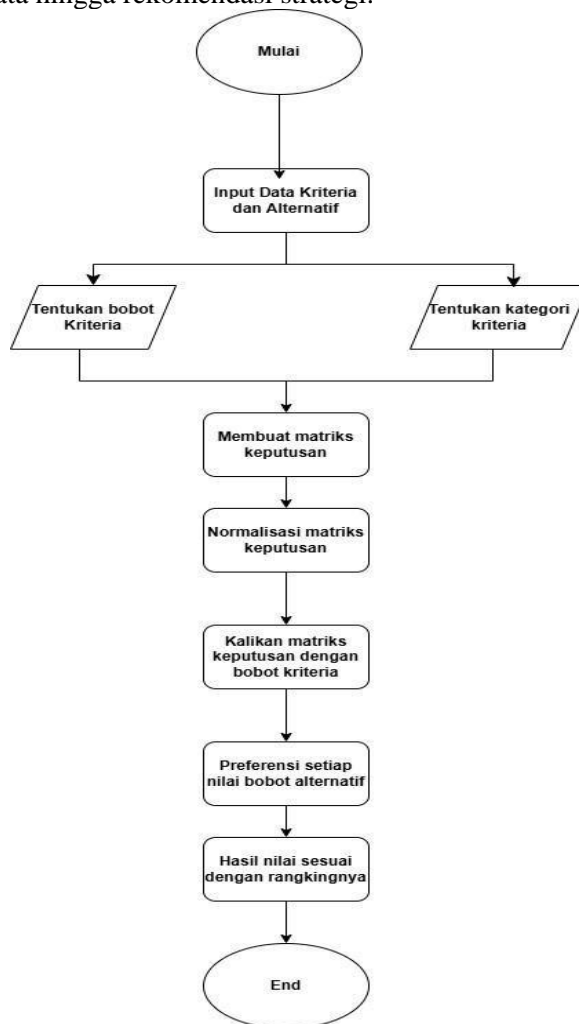 hingga rekomendasi strategi.
Mulai
Input Data Kriteria
dan Alternatif
Tentukan bobot
Kriteria
Tentukan kategori
kriteria
Membuat matriks
keputusan
Normalisasi matriks
keputusan
Kalikan matriks
keputusan dengan
bobot kriteria
Preferensi setiap
nilai bobot alternatif
Hasil nilai sesuai
dengan rangkingnya
End